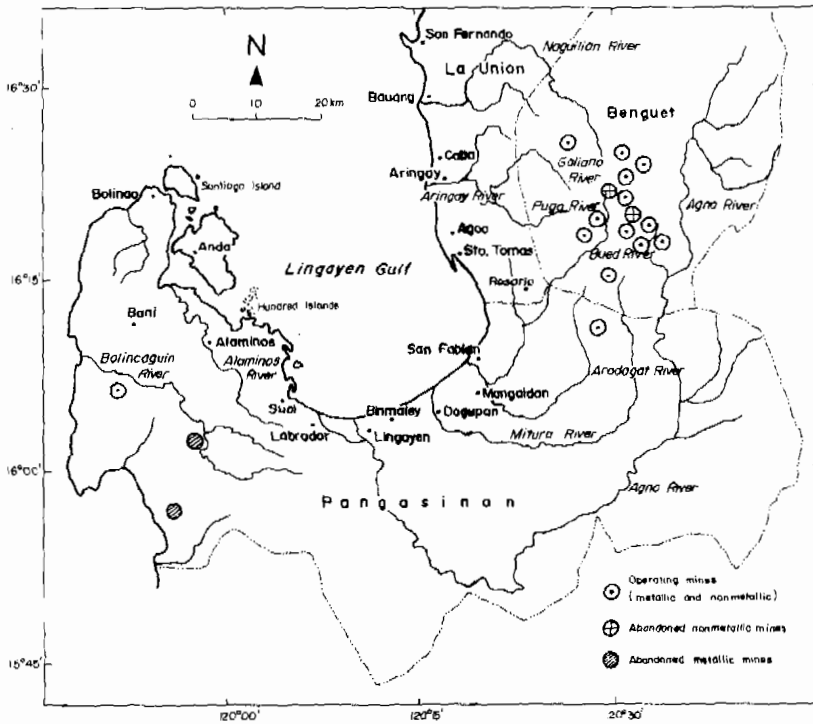 San Fernando
Naguilian River
N
La Union
16°30'
0 10 20 km
Bauang
Benguet
Caba
Galiano
River
Santiago Island
Aringay
Bolinao
Aringay River
Puga River
Agno River
Agoo
Anda
Sto. Tomas
Bued River
Lingayen Gulf
16°15'
Rosario
Hundred Islands
Bani
Alaminos
San Fabian
Balincaguin
River
Alaminos
River
Arodogat River
Mangaldan
Sual
Binmaley
Dagupan
Labrador
Lingayen
Mitura River
16°00'
Agno River
Pangasinan
Operating mines
(metallic and nonmetallic)
Abandoned nonmetallic mines
Abandoned metallic mines
15°45'
120°00'
120°15'
120°30'